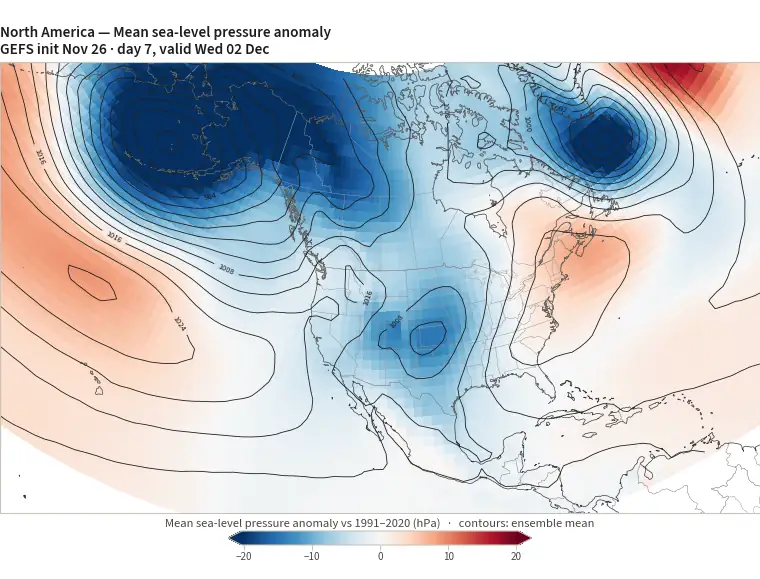 North America — Mean sea-level pressure anomaly
GEFS init Nov 26 · day 7, valid Wed 02 Dec
1016
1000
984
1016
1008
1016
1008
1024
Mean sea-level pressure anomaly vs 1991–2020 (hPa) · contours: ensemble mean
−20 −10 0 10 20